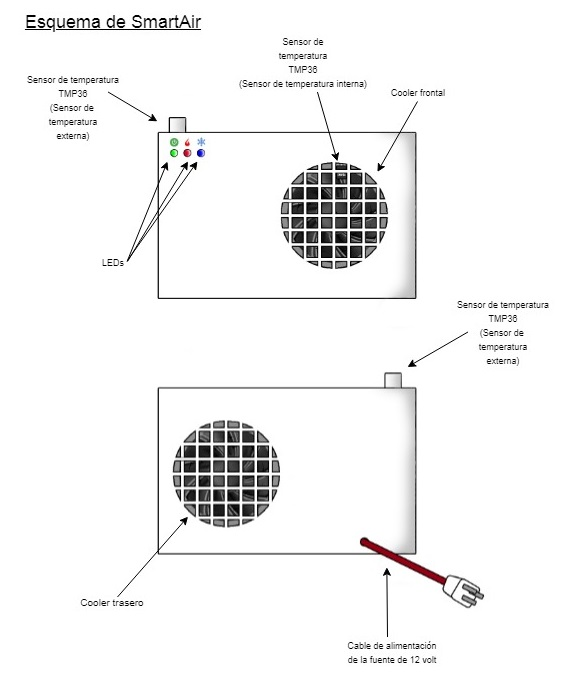 Esquema de SmartAir
Sensor de
temperatura
TMP36
(Sensor de temperatura interna)
Sensor de temperatura
TMP36
(Sensor de
temperatura
externa)
Cooler frontal
LEDs
Sensor de temperatura
TMP36
(Sensor de
temperatura
externa)
Cooler trasero
Cable de alimentación
de la fuente de 12 volt